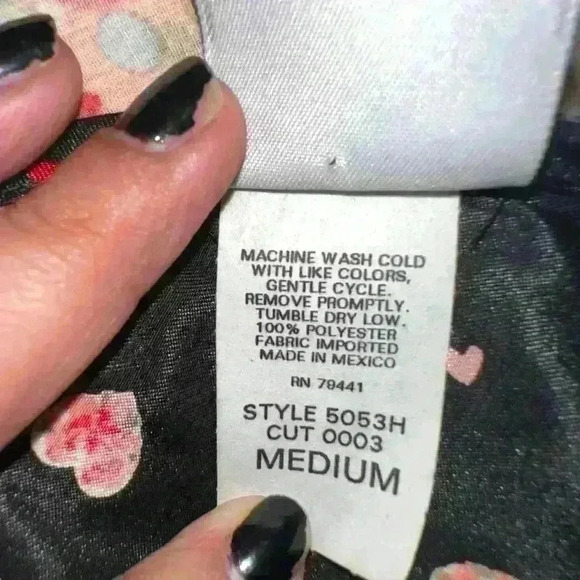 MACHINE WASH COLD
WITH LIKE COLORS,
GENTLE CYCLE.
REMOVE PROMPTLY.
TUMBLE DRY LOW.
100% POLYESTER
FABRIC IMPORTED
MADE IN MEXICO
RN 79441
STYLE 5053H
CUT 0003
MEDIUM